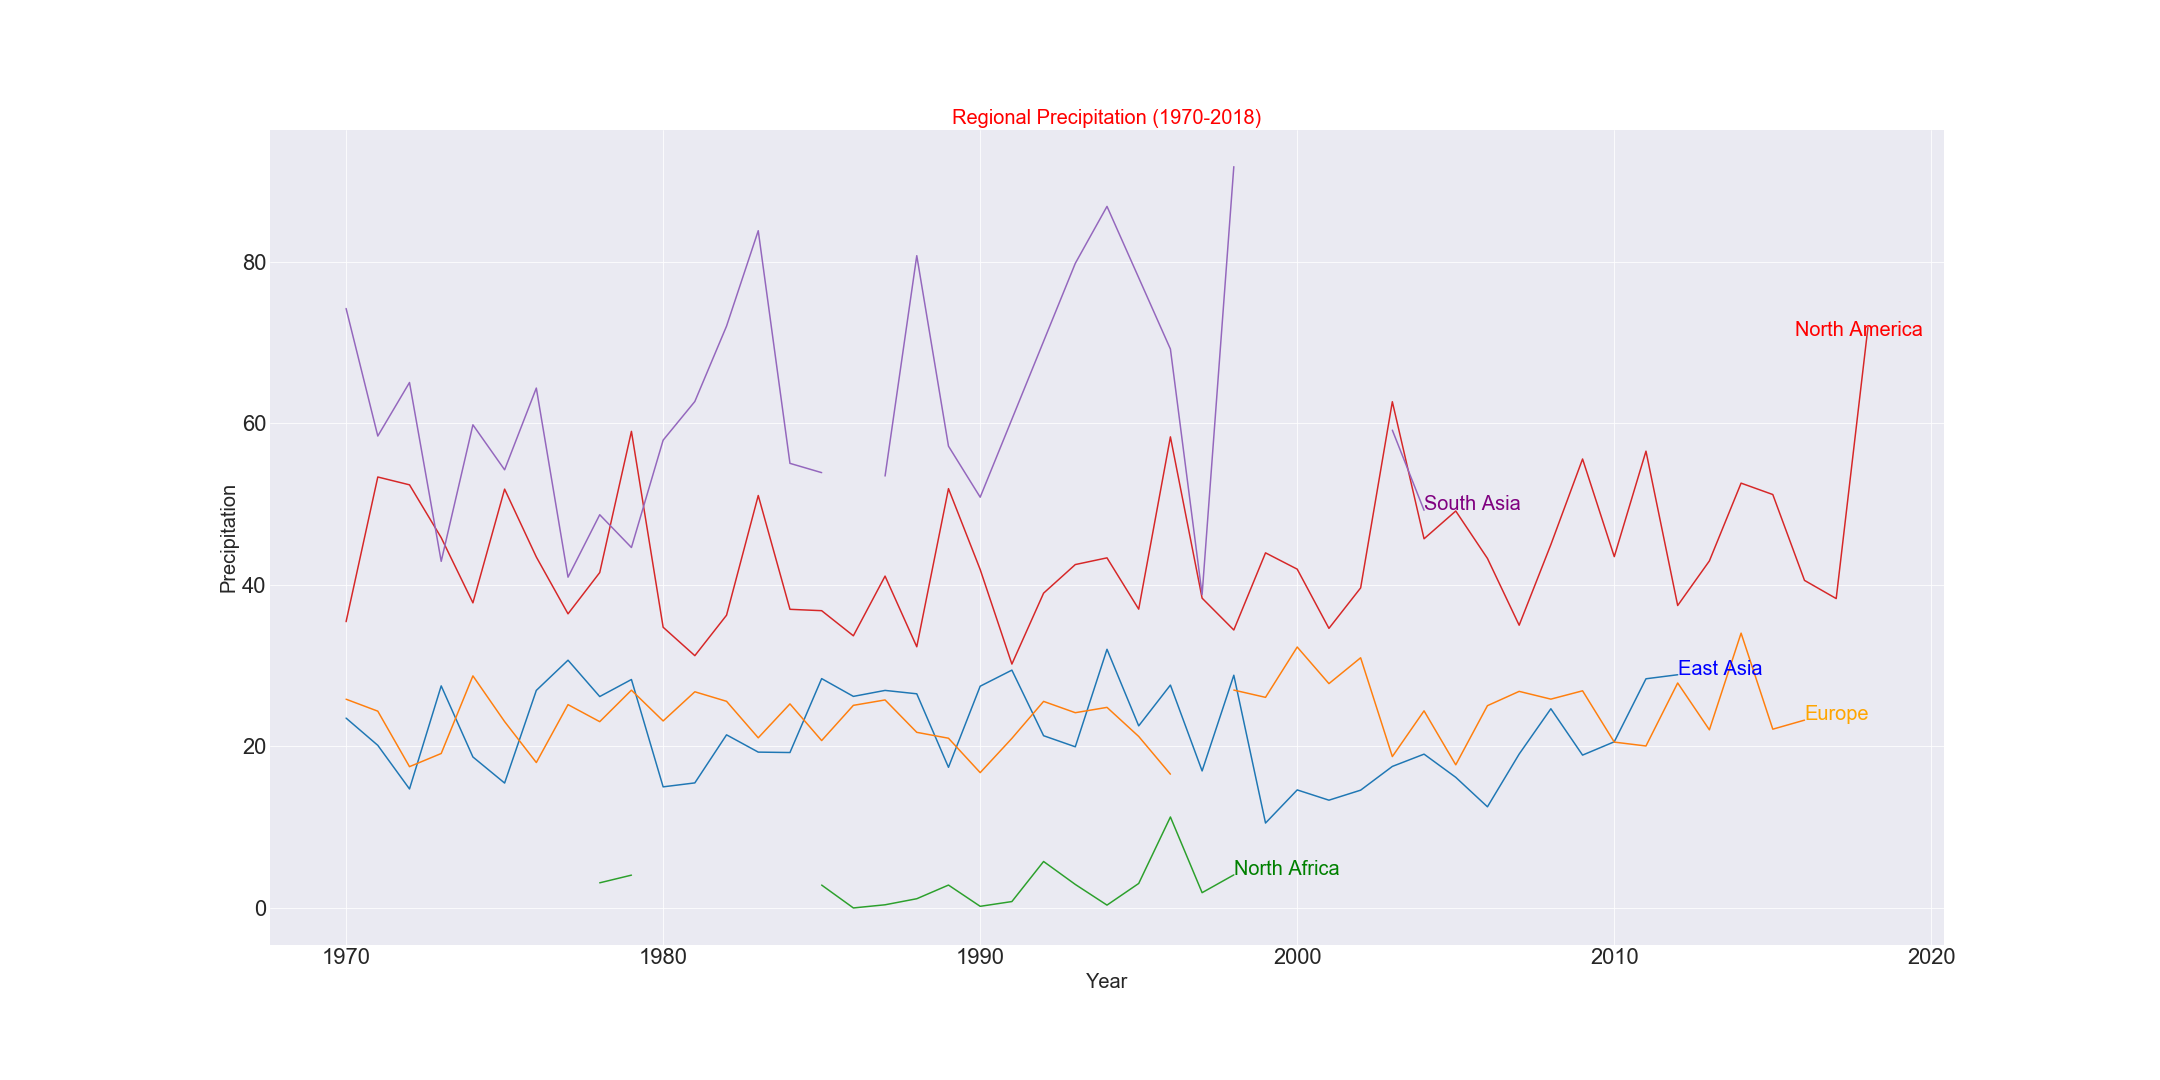 Regional Precipitation (1970-2018)
80
North America
60
South Asia
Precipitation
40
East Asia
Europe
20
North Africa
0
1970 1980 1990 2000 2010 2020
Year